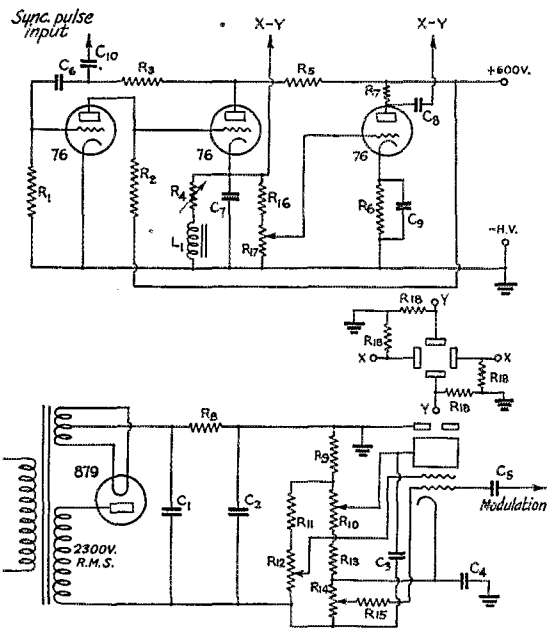 Sync. pulse
input
X-Y
X-Y
C10
C6
R3
R5
+600V.
R7
C8
76
76
76
R1
R2
R4
C7
R16
R6
C9
L1
R17
-H.V.
R18
Y
R18
X
X
R18
Y
R18
R8
R9
879
C1
C2
R11
R10
C5
Modulation
2300V.
R.M.S.
R12
R13
C3
C4
R14
R15